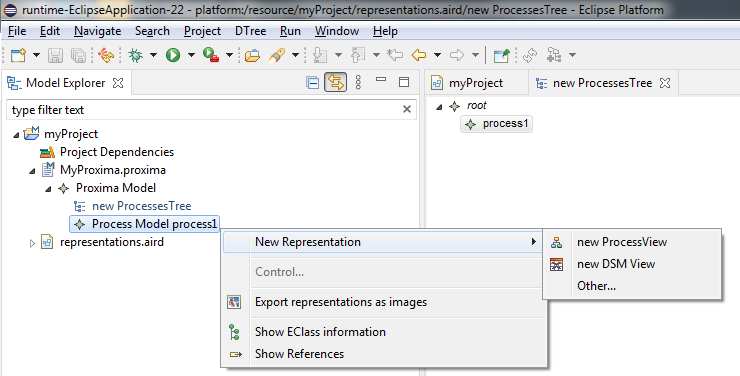 runtime-EclipseApplication-22 - platform:/resource/myProject/representations.aird/new ProcessesTree - Eclipse Platform
File Edit Navigate Search Project DTree Run Window Help
Model Explorer
myProject
new ProcessesTree
type filter text
root
process1
myProject
Project Dependencies
MyProxima.proxima
Proxima Model
new ProcessesTree
Process Model process1
representations.aird
New Representation
Control...
Export representations as images
Show EClass information
Show References
new ProcessView
new DSM View
Other...